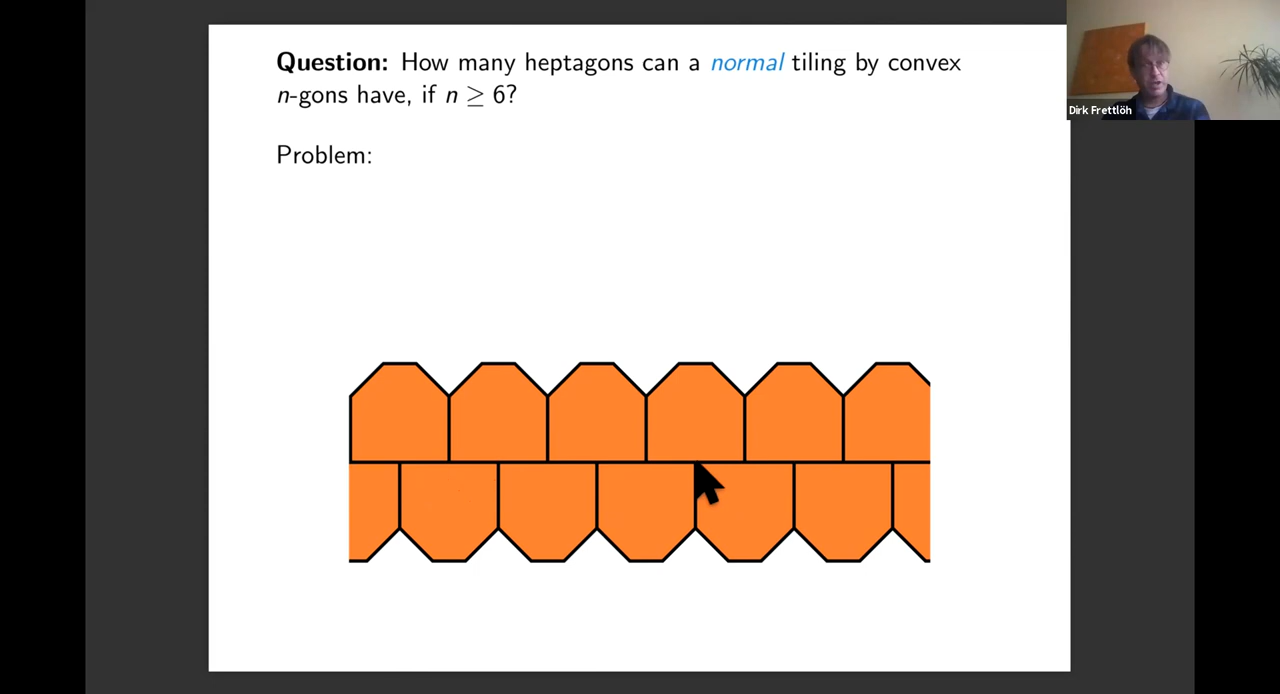 Question: How many heptagons can a normal tiling by convex
n-gons have, if n ≥ 6?
Problem:
Dirk Frettlöh